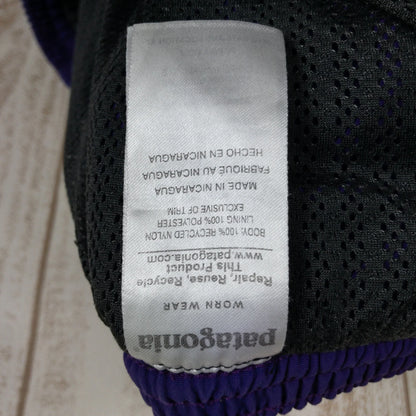 patagonia
WORN WEAR
Repair, Reuse, Recycle
This Product
www.patagonia.com
BODY: 100% RECYCLED NYLON
LINING: 100% POLYESTER
EXCLUSIVE OF TRIM
MADE IN NICARAGUA
FABRIQUÉ AU NICARAGUA
HECHO EN NICARAGUA